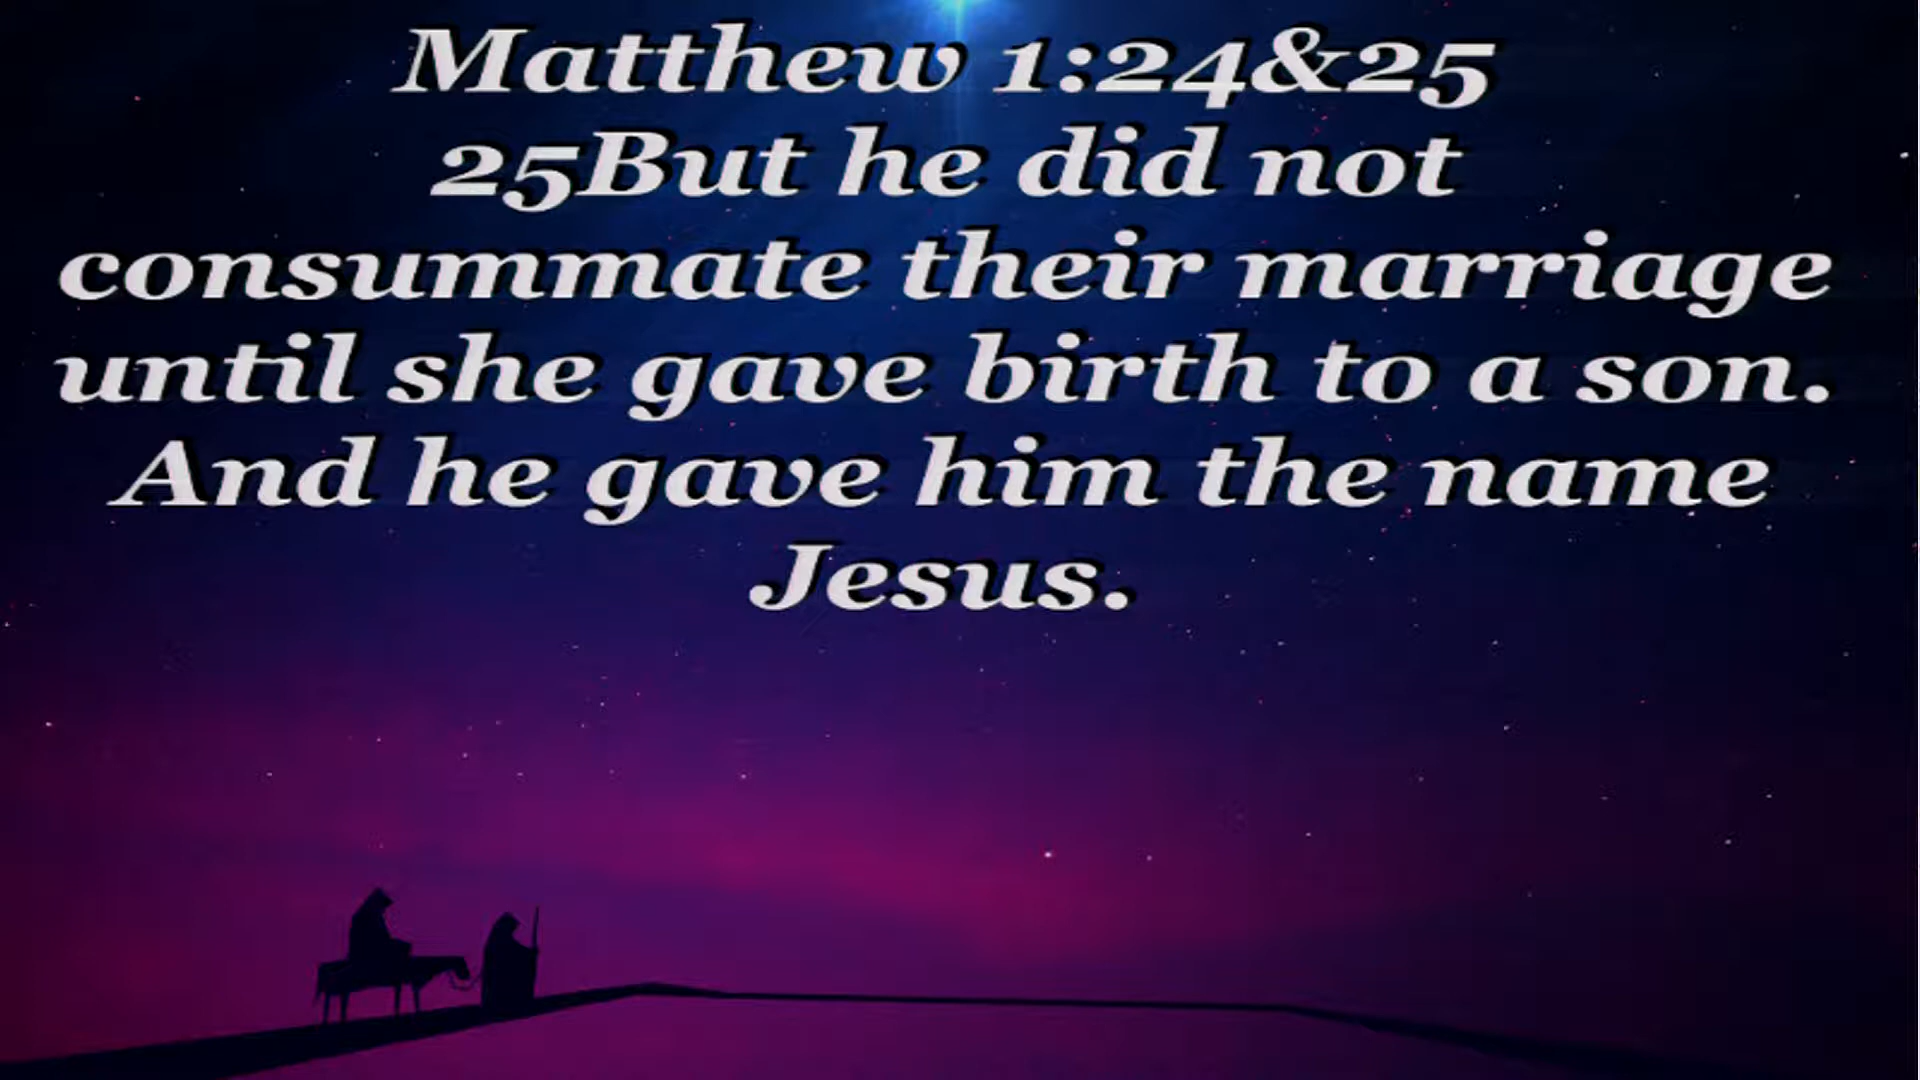 Matthew 1:24&25
25But he did not
consummate their marriage
until she gave birth to a son.
And he gave him the name
Jesus.